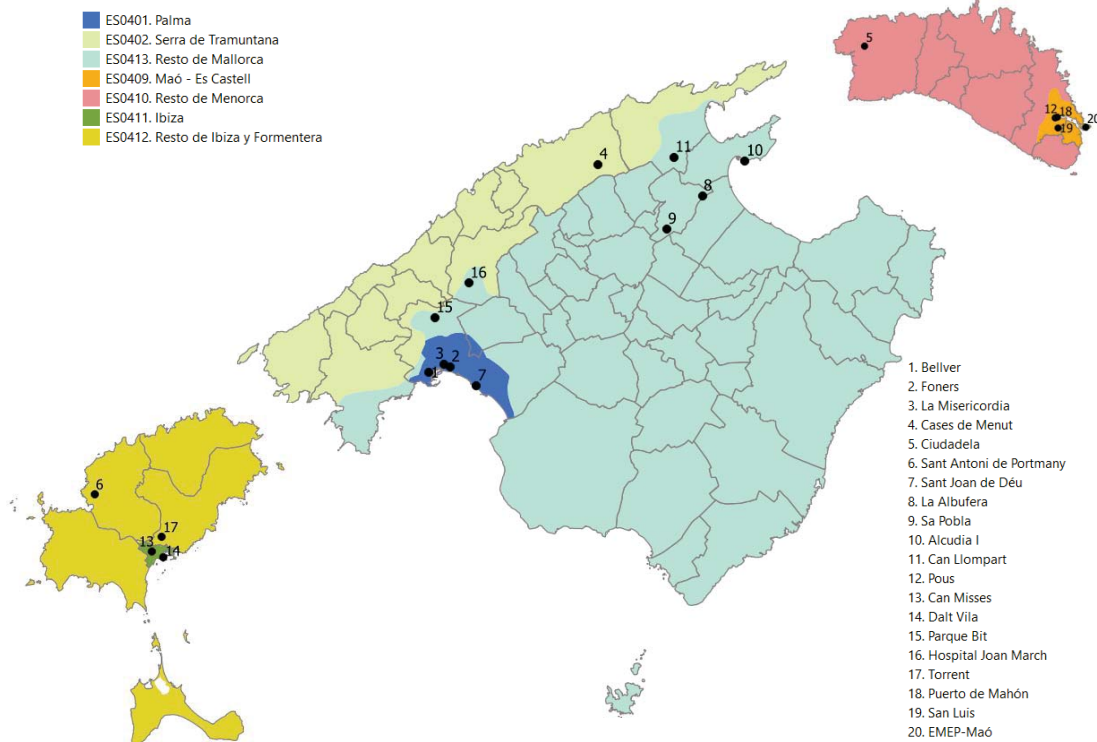 ES0401. Palma
ES0402. Serra de Tramuntana
ES0413. Resto de Mallorca
ES0409. Maó - Es Castell
ES0410. Resto de Menorca
ES0411. Ibiza
ES0412. Resto de Ibiza y Formentera
5
12 18
20
19
4
11
10
8
9
16
15
3
2
1
7
6
17
13
14
1. Bellver
2. Foners
3. La Misericordia
4. Cases de Menut
5. Ciudadela
6. Sant Antoni de Portmany
7. Sant Joan de Déu
8. La Albufera
9. Sa Pobla
10. Alcudia I
11. Can Llompart
12. Pous
13. Can Misses
14. Dalt Vila
15. Parque Bit
16. Hospital Joan March
17. Torrent
18. Puerto de Mahón
19. San Luis
20. EMEP-Maó